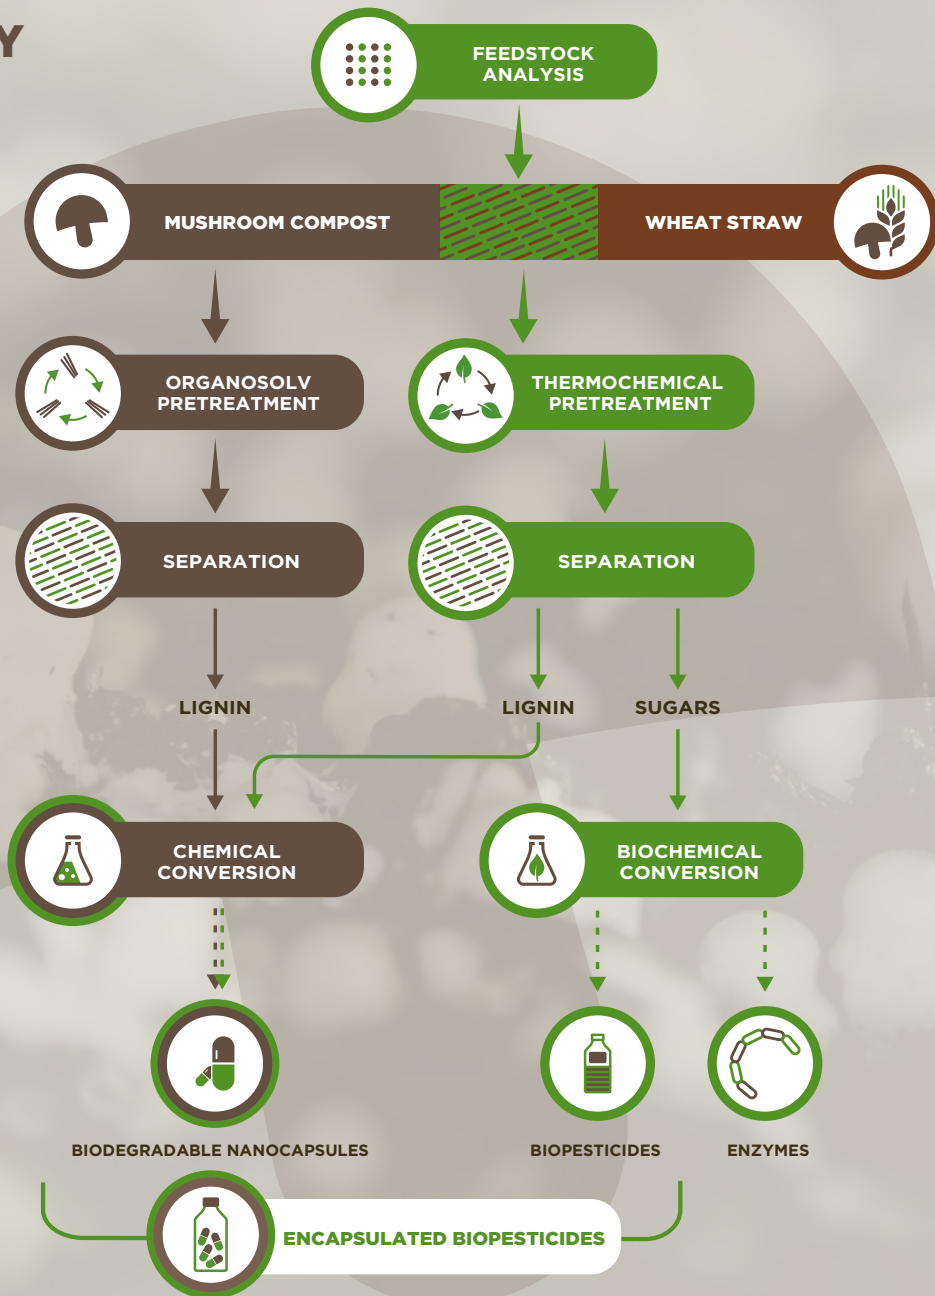 Y
FEEDSTOCK
ANALYSIS
MUSHROOM COMPOST
WHEAT STRAW
ORGANOSOLV
PRETREATMENT
THERMOCHEMICAL
PRETREATMENT
SEPARATION
SEPARATION
LIGNIN
LIGNIN
SUGARS
CHEMICAL
CONVERSION
BIOCHEMICAL
CONVERSION
BIODEGRADABLE NANOCAPSULES
BIOPESTICIDES
ENZYMES
ENCAPSULATED BIOPESTICIDES